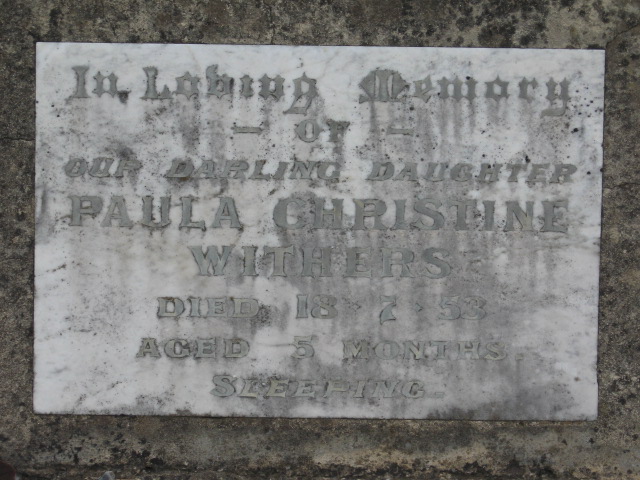 In Loving Memory
– OF –
OUR DARLING DAUGHTER
PAULA CHRISTINE
WITHERS
DIED 18 - 7 - 53
AGED 5 MONTHS.
SLEEPING.